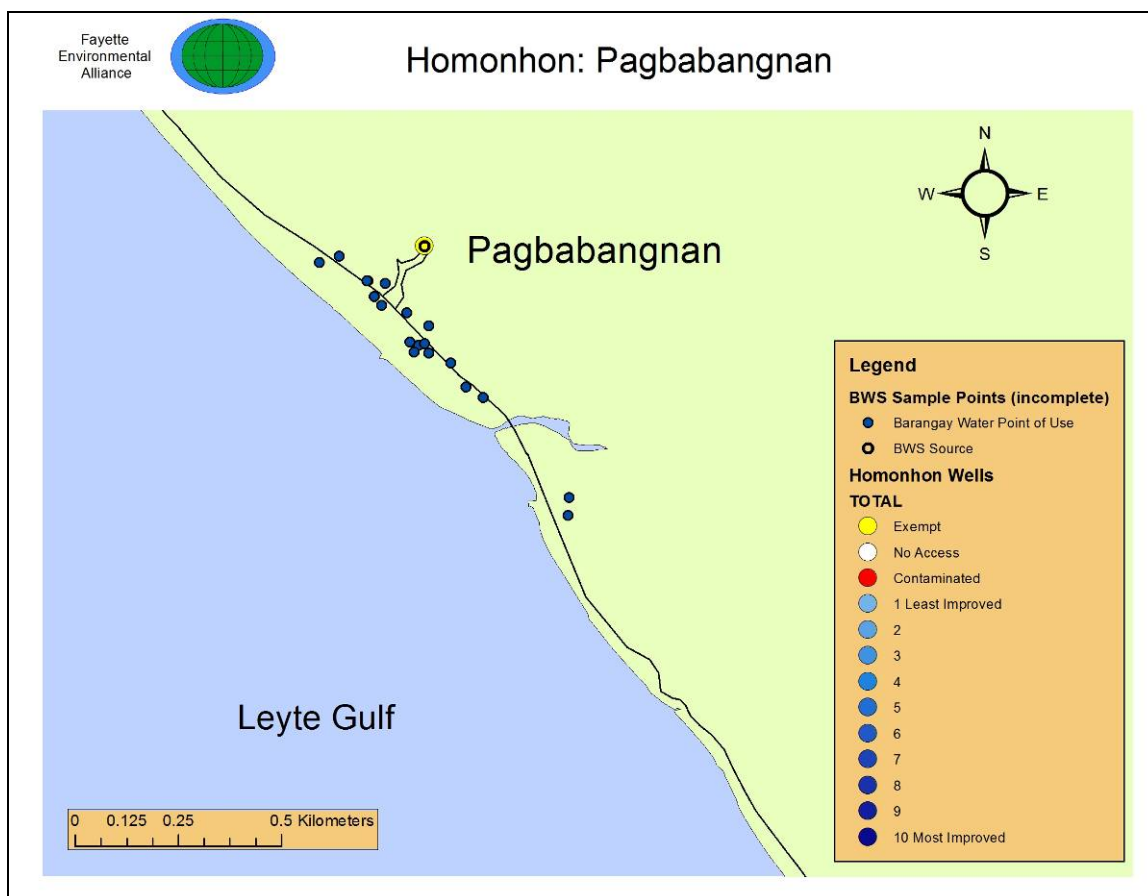 Fayette
Environmental
Alliance
Homonhon: Pagbabangnan
N
W E
S
Pagbabangnan
Legend
BWS Sample Points (incomplete)
Barangay Water Point of Use
BWS Source
Homonhon Wells
TOTAL
Exempt
No Access
Contaminated
1 Least Improved
2
3
4
5
6
7
8
9
10 Most Improved
Leyte Gulf
0 0.125 0.25 0.5 Kilometers